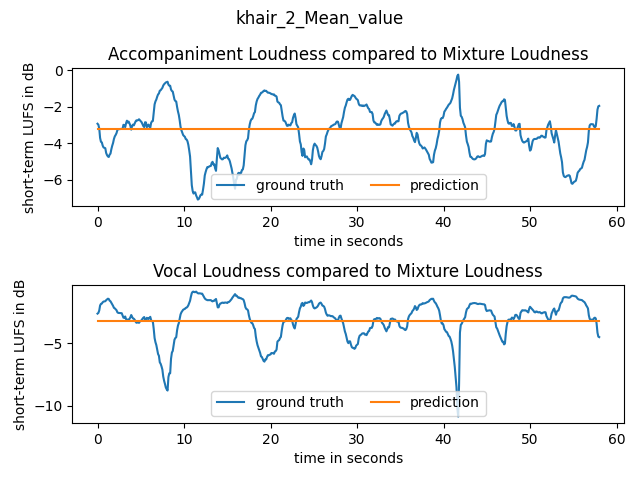 khair_2_Mean_value
Accompaniment Loudness compared to Mixture Loudness
short-term LUFS in dB
0
−2
−4
−6
ground truth
prediction
0
10
20
30
40
50
60
time in seconds
Vocal Loudness compared to Mixture Loudness
short-term LUFS in dB
−5
−10
ground truth
prediction
0
10
20
30
40
50
60
time in seconds